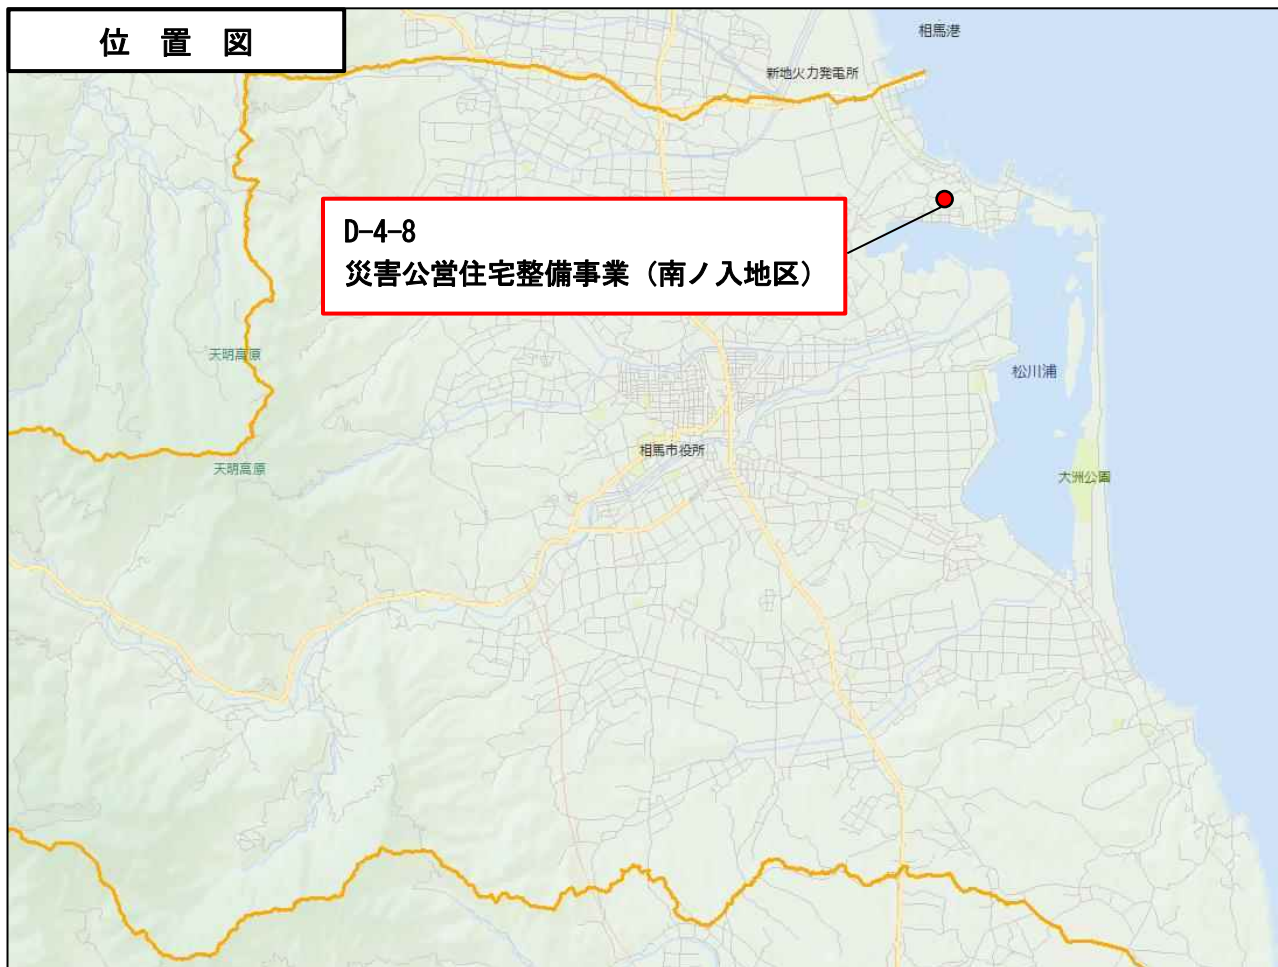 位 置 図
相馬港
新地火力発電所
D-4-8
災害公営住宅整備事業（南ノ入地区）
天明高原
松川浦
相馬市役所
天明高原
大洲公園